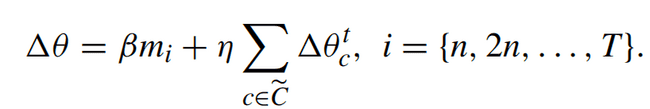 Δθ = βm_i + η ∑_{c∈C̃} Δθ_c^t, i = {n, 2n, . . . , T}.